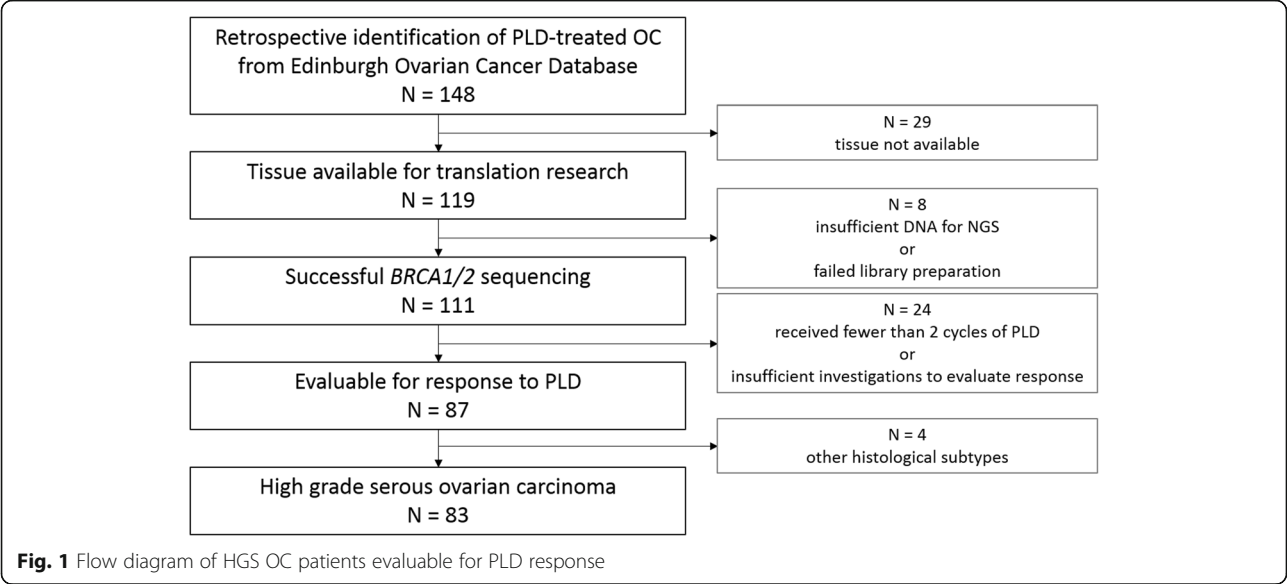 Retrospective identification of PLD-treated OC
from Edinburgh Ovarian Cancer Database
N = 148
N = 29
tissue not available
Tissue available for translation research
N = 119
N = 8
insufficient DNA for NGS
or
failed library preparation
Successful BRCA1/2 sequencing
N = 111
N = 24
received fewer than 2 cycles of PLD
or
insufficient investigations to evaluate response
Evaluable for response to PLD
N = 87
N = 4
other histological subtypes
High grade serous ovarian carcinoma
N = 83
Fig. 1 Flow diagram of HGS OC patients evaluable for PLD response